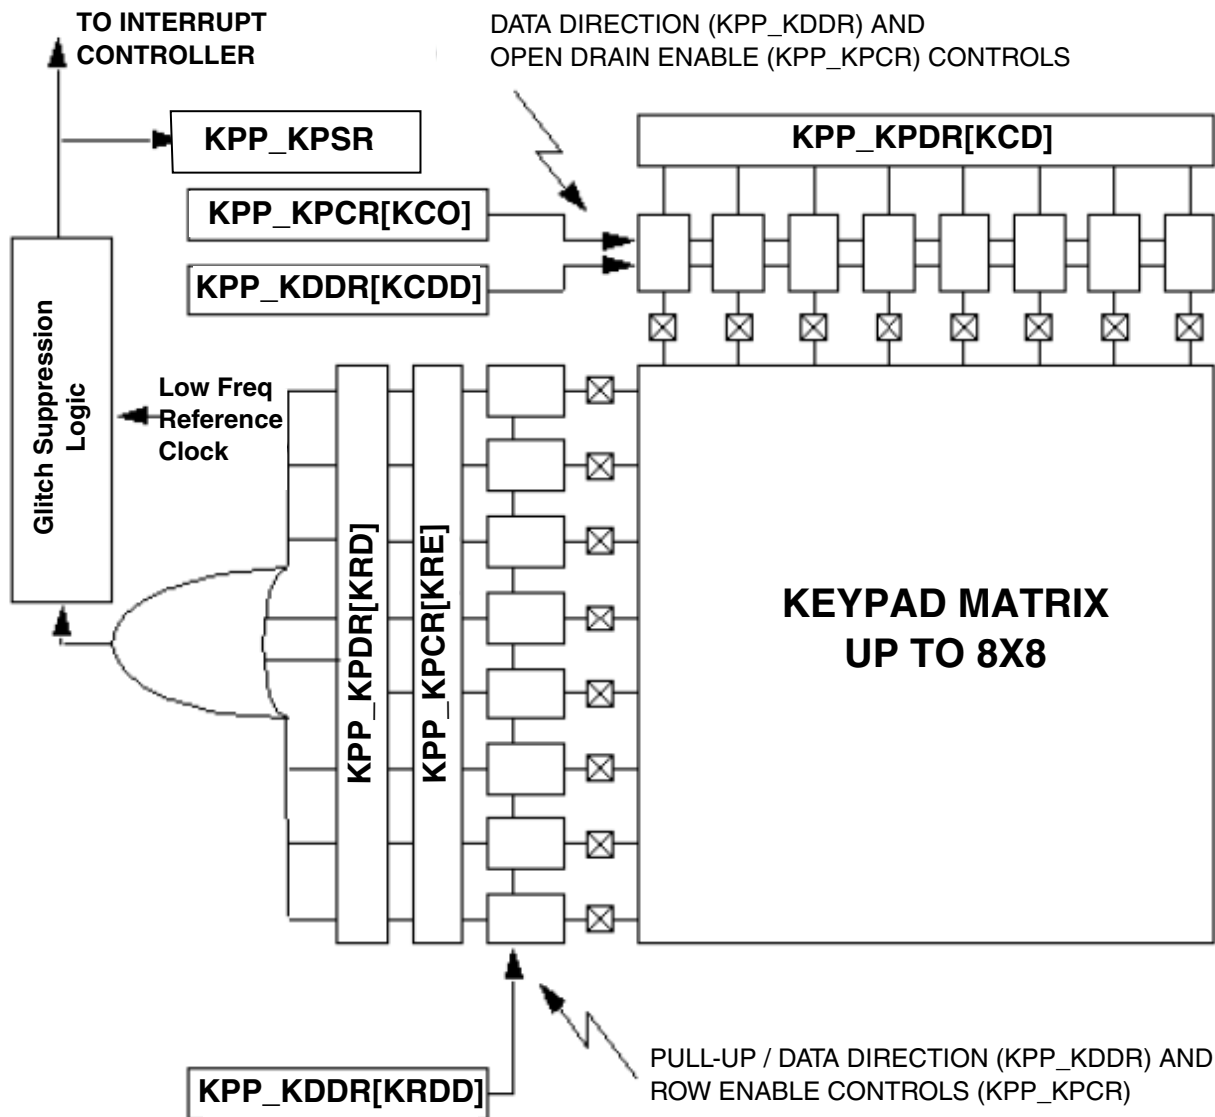 TO INTERRUPT
CONTROLLER
DATA DIRECTION (KPP_KDDR) AND
OPEN DRAIN ENABLE (KPP_KPCR) CONTROLS
KPP_KPSR
KPP_KPDR[KCD]
KPP_KPCR[KCO]
KPP_KDDR[KCDD]
Glitch Suppression
Logic
Low Freq
Reference
Clock
KPP_KPDR[KRD]
KPP_KPCR[KRE]
KEYPAD MATRIX
UP TO 8X8
KPP_KDDR[KRDD]
PULL-UP / DATA DIRECTION (KPP_KDDR) AND
ROW ENABLE CONTROLS (KPP_KPCR)